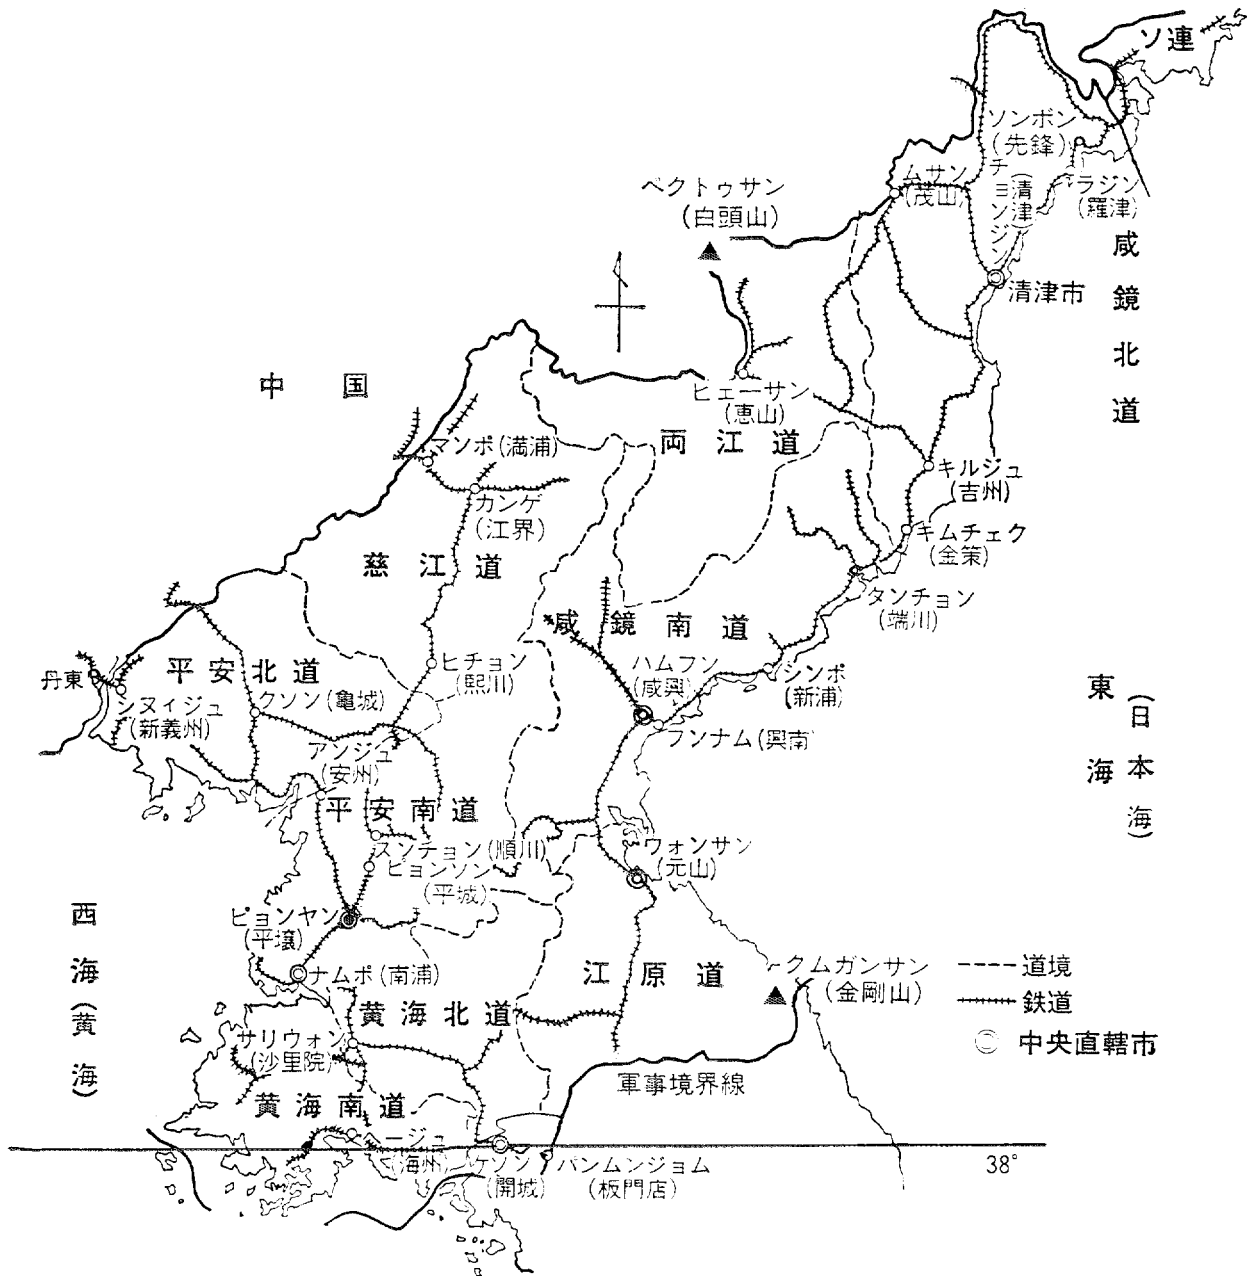 ソ連
ソンボン
(先鋒)
ムサン
(茂山)
チョンジン
(清津)
ラジン
(羅津)
ペクトゥサン
(白頭山)
咸鏡北道
清津市
中国
ヒェーサン
(恵山)
両江道
マンポ(満浦)
カンゲ
(江界)
キルジュ
(吉州)
キムチェク
(金策)
慈江道
タンチョン
(端川)
咸鏡南道
平安北道
ヒチョン
(熙川)
ハムフン
(咸興)
シンポ
(新浦)
丹東
シヌィジュ
(新義州)
クソン(亀城)
フンナム(興南)
アンジュ
(安州)
東海
(日本海)
平安南道
スンチョン(順川)
ピョンソン
(平城)
ウォンサン
(元山)
西海(黄海)
ピョンヤン
(平壌)
ナムポ(南浦)
江原道
クムガンサン
(金剛山)
道境
鉄道
中央直轄市
黄海北道
サリウォン
(沙里院)
軍事境界線
黄海南道
ヘージュ
(海州)
ケソン
(開城)
パンムンジョム
(板門店)
38°